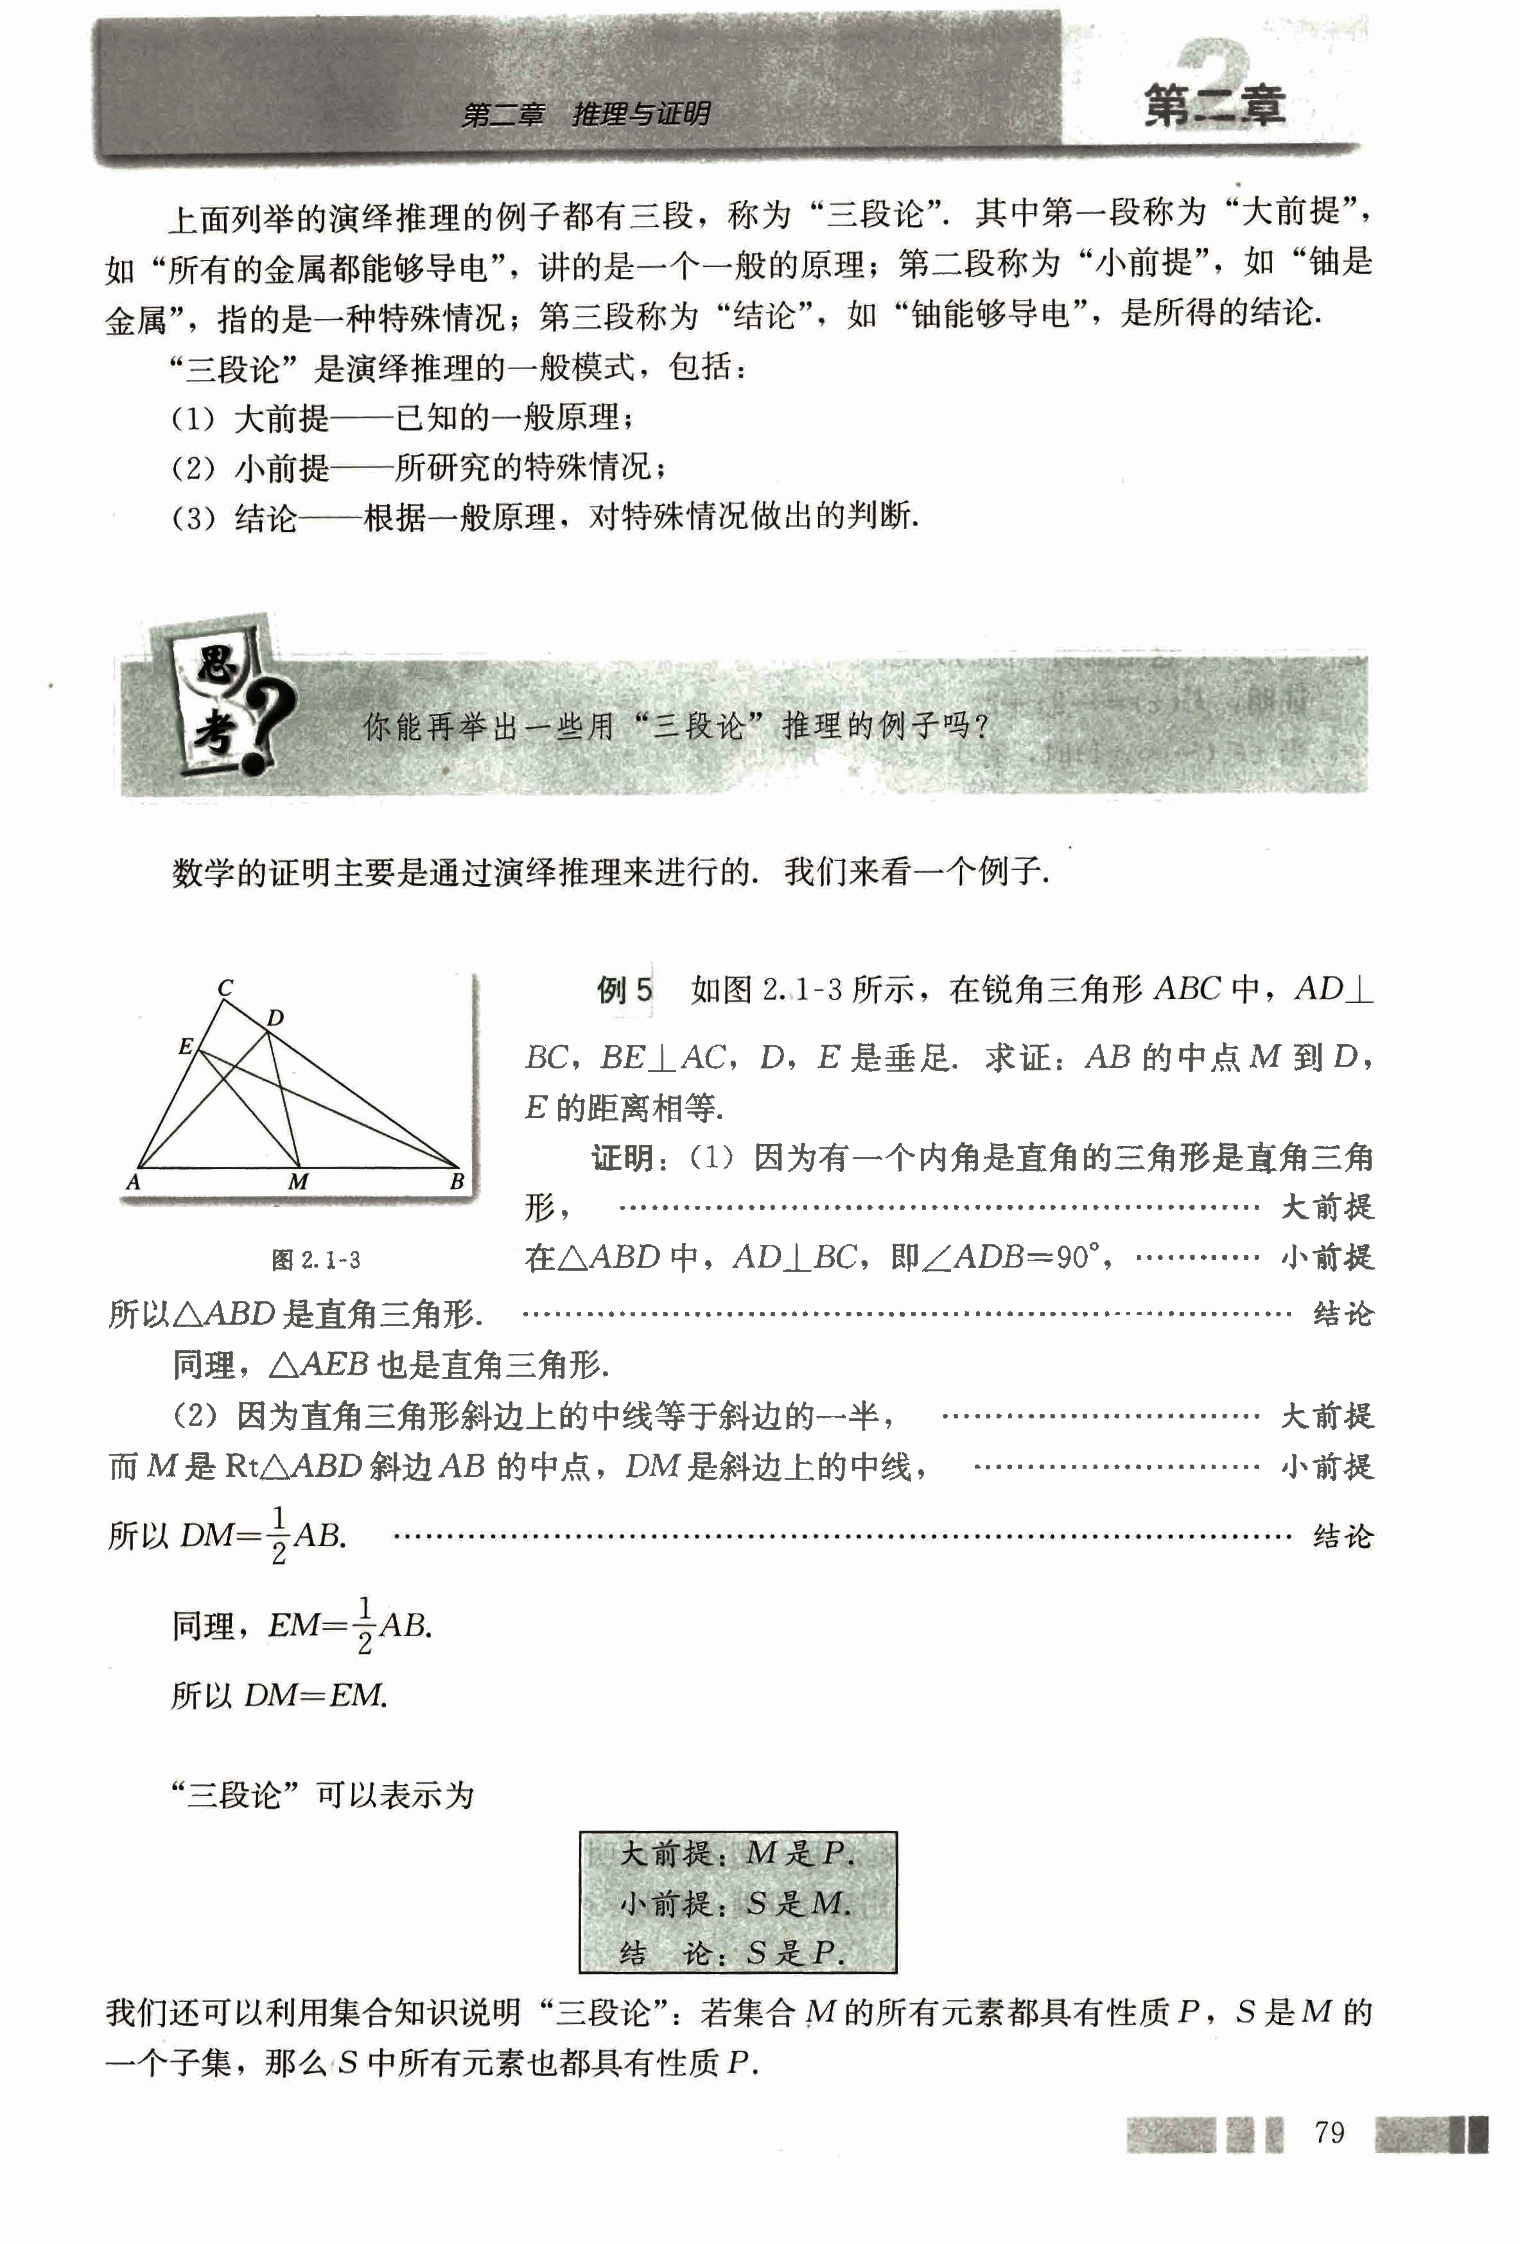 第二章 推理与证明
第二章
上面列举的演绎推理的例子都有三段，称为“三段论”．其中第一段称为“大前提”，
如“所有的金属都能够导电”，讲的是一个一般的原理；第二段称为“小前提”，如“铀是
金属”，指的是一种特殊情况；第三段称为“结论”，如“铀能够导电”，是所得的结论．
“三段论”是演绎推理的一般模式，包括：
（1）大前提——已知的一般原理；
（2）小前提——所研究的特殊情况；
（3）结论——根据一般原理，对特殊情况做出的判断．
思考？
你能再举出一些用“三段论”推理的例子吗？
数学的证明主要是通过演绎推理来进行的．我们来看一个例子．
C
D
E
A M B
图 2.1-3
例 5 如图 2.1-3 所示，在锐角三角形 ABC 中，AD⊥
BC，BE⊥AC，D，E 是垂足．求证：AB 的中点 M 到 D，
E 的距离相等．
证明：（1）因为有一个内角是直角的三角形是直角三角
形， ………………………………………………… 大前提
在△ABD 中，AD⊥BC，即∠ADB=90°，………… 小前提
所以△ABD 是直角三角形． ………………………………………………………… 结论
同理，△AEB 也是直角三角形．
（2）因为直角三角形斜边上的中线等于斜边的一半， ………………………… 大前提
而 M 是 Rt△ABD 斜边 AB 的中点，DM 是斜边上的中线， ……………………… 小前提
所以 DM=1/2AB. …………………………………………………………………… 结论
同理，EM=1/2AB.
所以 DM=EM.
“三段论”可以表示为
大前提：M 是 P.
小前提：S 是 M.
结 论：S 是 P.
我们还可以利用集合知识说明“三段论”：若集合 M 的所有元素都具有性质 P，S 是 M 的
一个子集，那么 S 中所有元素也都具有性质 P.
79